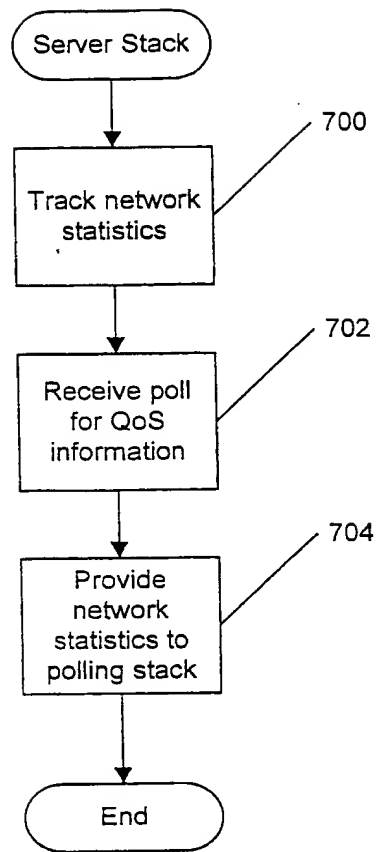 Server Stack
700
Track network
statistics
702
Receive poll
for QoS
information
704
Provide
network
statistics to
polling stack
End